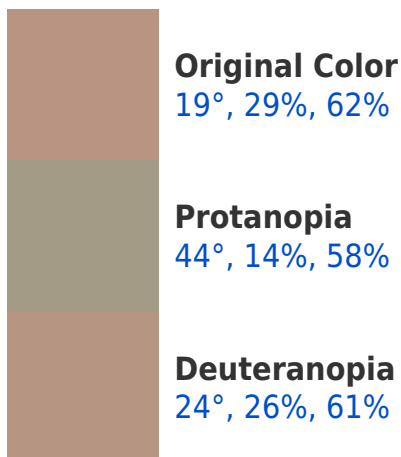 Original Color
19°, 29%, 62%
Protanopia
44°, 14%, 58%
Deuteranopia
24°, 26%, 61%